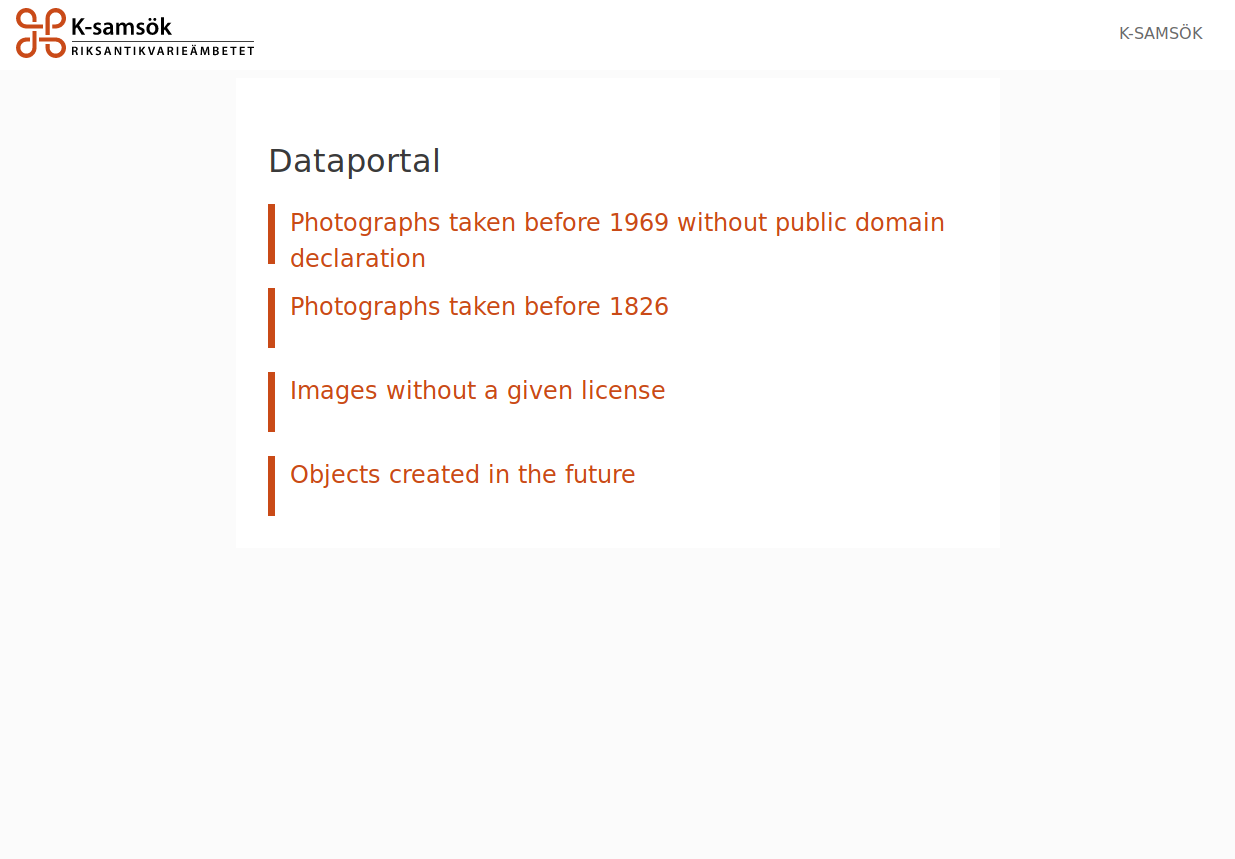 K-samsök
RIKSANTIKVARIEÄMBETET
K-SAMSÖK
Dataportal
Photographs taken before 1969 without public domain
declaration
Photographs taken before 1826
Images without a given license
Objects created in the future